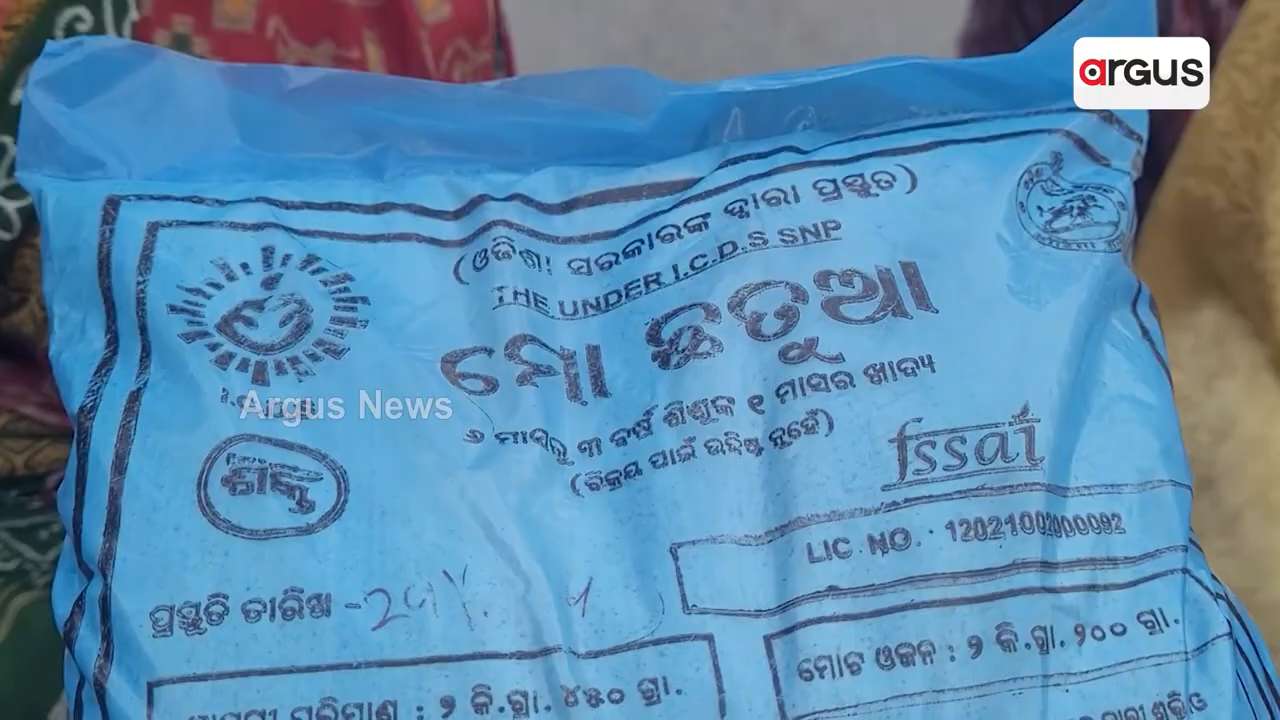 argus
(ଓଡିଶା ସରକାରଙ୍କ ଦ୍ୱାରା ପ୍ରସ୍ତୁତ)
THE UNDER I.C.D.S SNP
ମୋ ଛତୁଆ
Argus News
୬ ମାସରୁ ୩ ବର୍ଷ ଶିଶୁଙ୍କ ୧ ମାସର ଖାଦ୍ୟ
(ବିକ୍ରୟ ପାଇଁ ଉଦ୍ଦିଷ୍ଟ ନୁହେଁ)
fssai
ଶକ୍ତି
LIC NO. 12021002000092
ପ୍ରସ୍ତୁତି ତାରିଖ -
ମୋଟ ଓଜନ : ୨ କି.ଗ୍ରା. ୨୦୦ ଗ୍ରା.
ପରିମାଣ : ୨ କି.ଗ୍ରା. ୪୫୦ ଗ୍ରା.